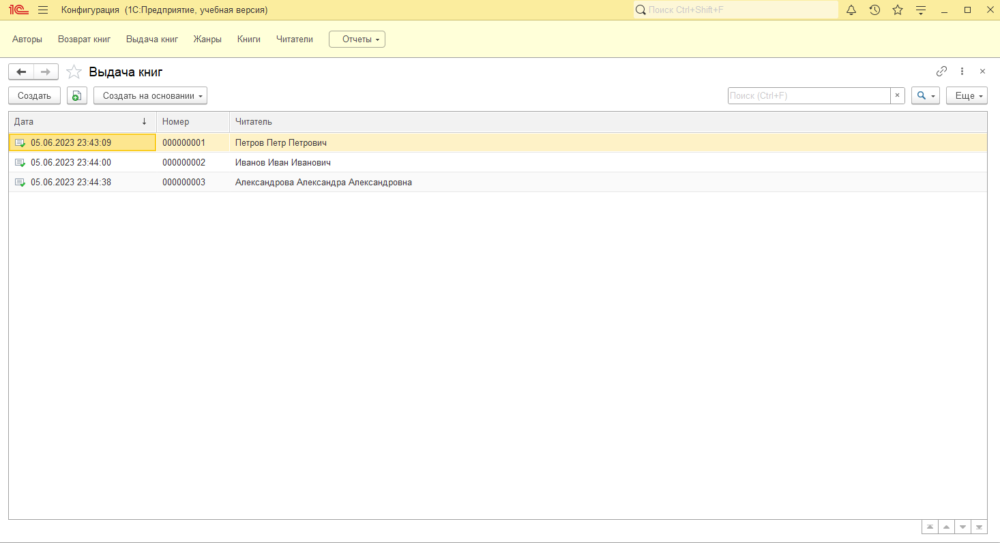 1С Конфигурация (1С:Предприятие, учебная версия) Поиск Ctrl+Shift+F
Авторы Возврат книг Выдача книг Жанры Книги Читатели Отчеты
Выдача книг
Создать Создать на основании Поиск (Ctrl+F) × Еще
Дата ↓ Номер Читатель
05.06.2023 23:43:09 000000001 Петров Петр Петрович
05.06.2023 23:44:00 000000002 Иванов Иван Иванович
05.06.2023 23:44:38 000000003 Александрова Александра Александровна